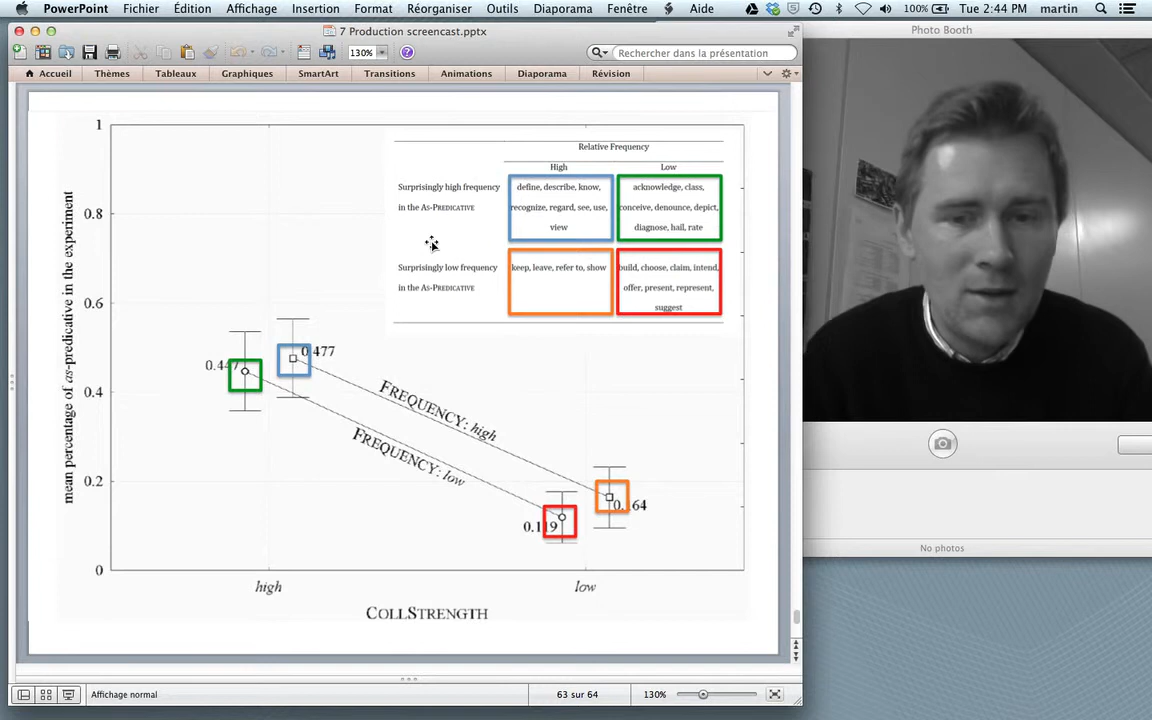 PowerPoint Fichier Édition Affichage Insertion Format Réorganiser Outils Diaporama Fenêtre Aide 100% Tue 2:44 PM martin
7 Production screencast.pptx
Photo Booth
130% Rechercher dans la présentation
Accueil Thèmes Tableaux Graphiques SmartArt Transitions Animations Diaporama Révision
Relative Frequency
High Low
Surprisingly high frequency
in the AS-PREDICATIVE
define, describe, know,
recognize, regard, see, use,
view
acknowledge, class,
conceive, denounce, depict,
diagnose, hail, rate
Surprisingly low frequency
in the AS-PREDICATIVE
keep, leave, refer to, show
build, choose, claim, intend,
offer, present, represent,
suggest
mean percentage of as-predicative in the experiment
1
0.8
0.6
0.4
0.2
0
0.447
0.477
FREQUENCY: high
FREQUENCY: low
0.119
0.164
high low
COLLSTRENGTH
No photos
Affichage normal 63 sur 64 130%